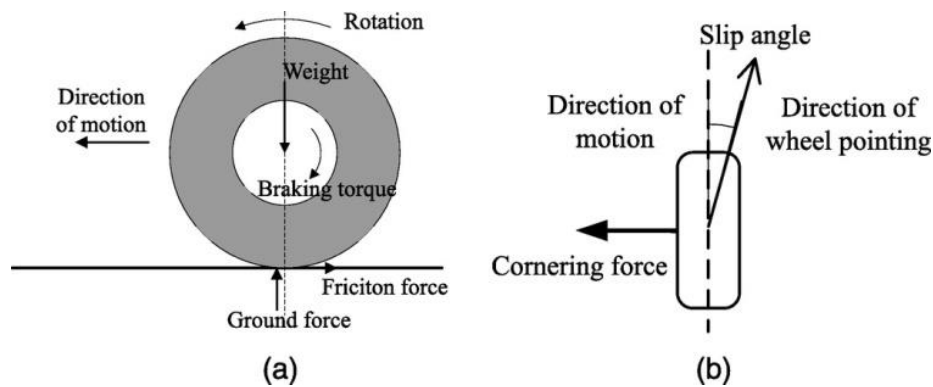 Rotation
Weight
Direction
of motion
Braking torque
Friciton force
Ground force
(a)
Slip angle
Direction of
motion
Direction of
wheel pointing
Cornering force
(b)